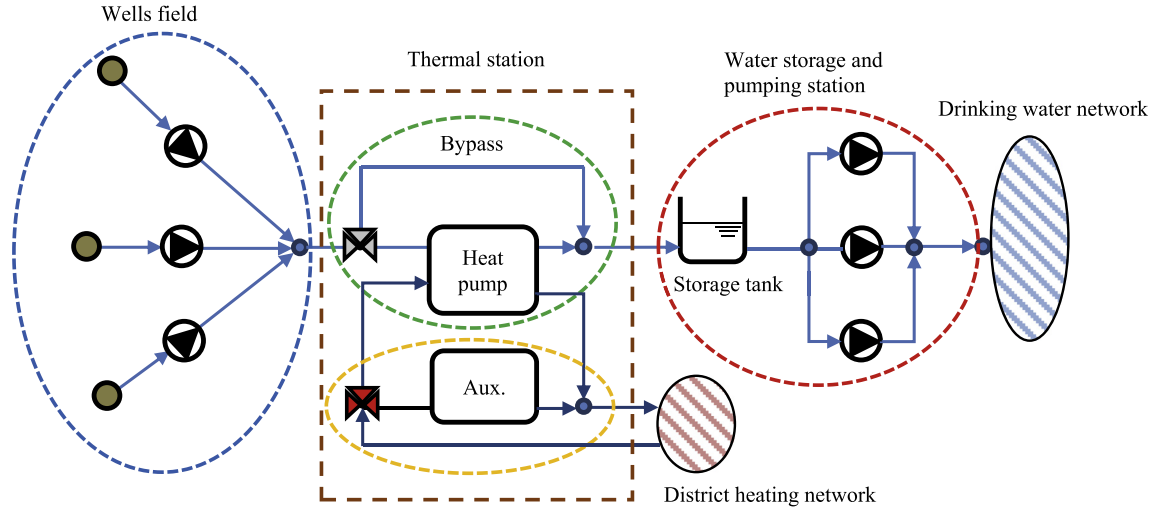 Wells field
Thermal station
Water storage and
pumping station
Drinking water network
Bypass
Heat
pump
Storage tank
Aux.
District heating network